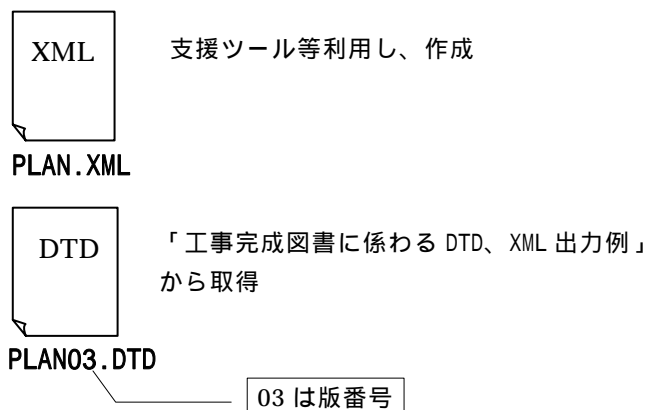 XML
支援ツール等利用し、作成
PLAN.XML
DTD
「工事完成図書に係わる DTD、XML 出力例」
から取得
PLAN03.DTD
03 は版番号